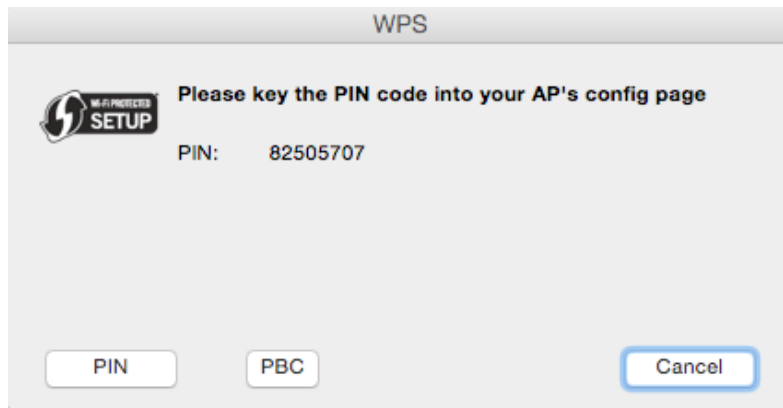 WPS
Wi-Fi PROTECTED
SETUP
Please key the PIN code into your AP's config page
PIN: 82505707
PIN PBC Cancel